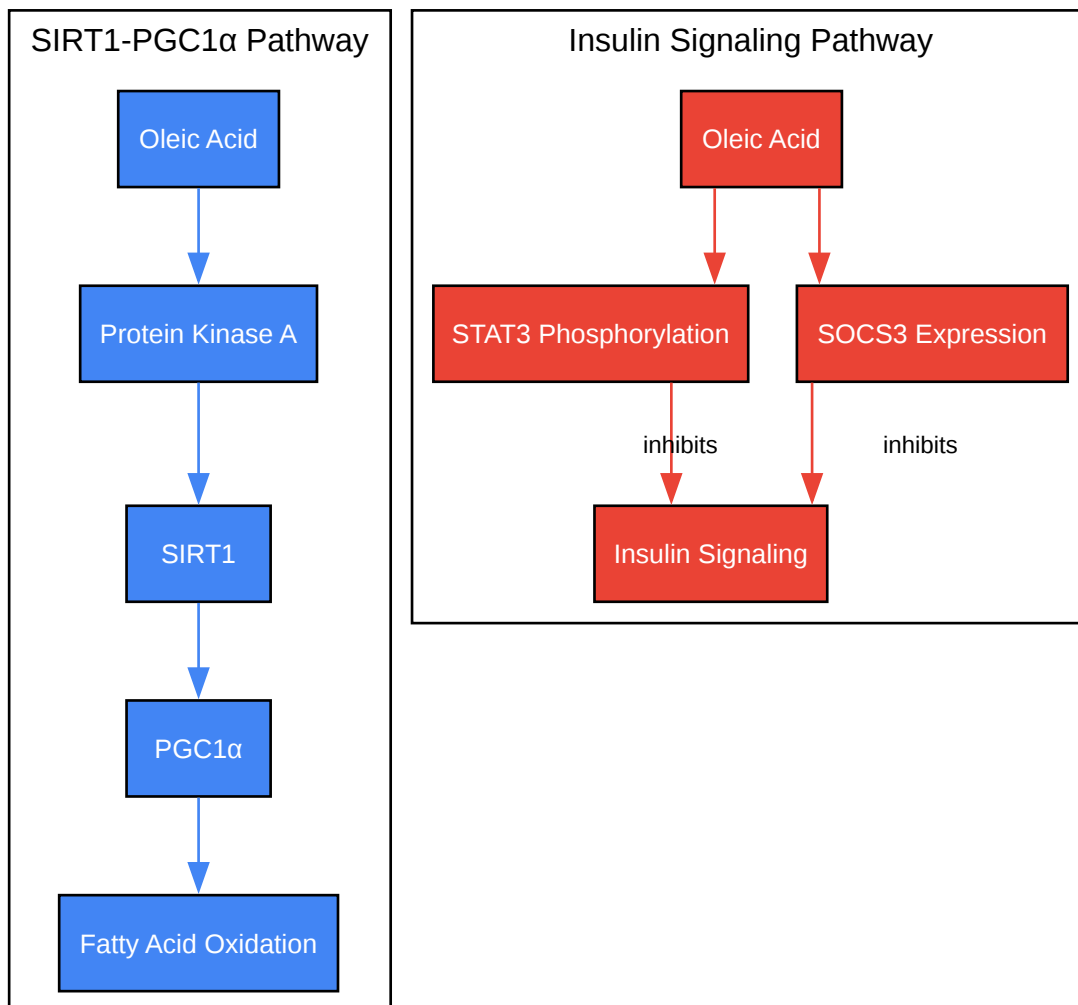 SIRT1-PGC1α Pathway
Oleic Acid
Protein Kinase A
SIRT1
PGC1α
Fatty Acid Oxidation
Insulin Signaling Pathway
Oleic Acid
STAT3 Phosphorylation
SOCS3 Expression
inhibits
inhibits
Insulin Signaling